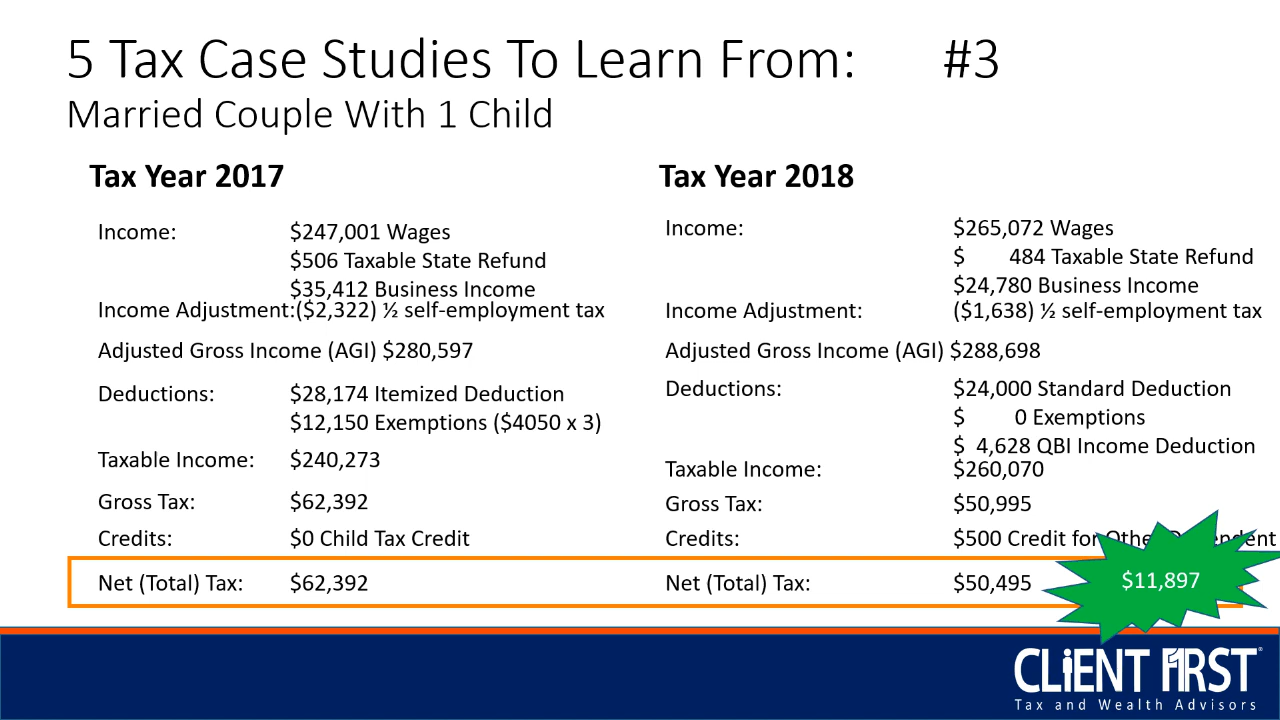 5 Tax Case Studies To Learn From: #3
Married Couple With 1 Child
Tax Year 2017
Income: $247,001 Wages
$506 Taxable State Refund
$35,412 Business Income
Income Adjustment:($2,322) ½ self-employment tax
Adjusted Gross Income (AGI) $280,597
Deductions: $28,174 Itemized Deduction
$12,150 Exemptions ($4050 x 3)
Taxable Income: $240,273
Gross Tax: $62,392
Credits: $0 Child Tax Credit
Net (Total) Tax: $62,392
Tax Year 2018
Income: $265,072 Wages
$ 484 Taxable State Refund
$24,780 Business Income
Income Adjustment: ($1,638) ½ self-employment tax
Adjusted Gross Income (AGI) $288,698
Deductions: $24,000 Standard Deduction
$ 0 Exemptions
$ 4,628 QBI Income Deduction
Taxable Income: $260,070
Gross Tax: $50,995
Credits: $500 Credit for Other Dependent
Net (Total) Tax: $50,495
$11,897
CLiENT F1RST®
Tax and Wealth Advisors